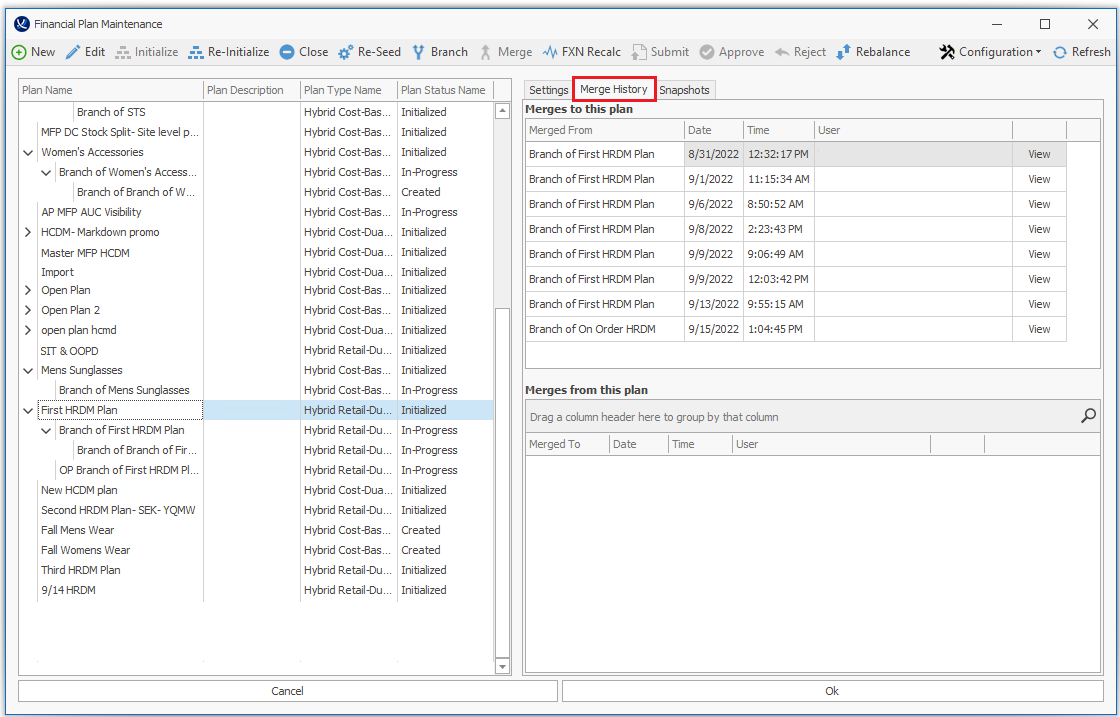 Financial Plan Maintenance
New Edit Initialize Re-Initialize Close Re-Seed Branch Merge FXN Recalc Submit Approve Reject Rebalance Configuration Refresh
Plan Name Plan Description Plan Type Name Plan Status Name
Branch of STS Hybrid Cost-Bas... Initialized
MFP DC Stock Split- Site level p... Hybrid Cost-Bas... Initialized
Women's Accessories Hybrid Cost-Bas... Initialized
Branch of Women's Access... Hybrid Cost-Bas... In-Progress
Branch of Branch of W... Hybrid Cost-Bas... Created
AP MFP AUC Visibility Hybrid Cost-Bas... In-Progress
HCDM- Markdown promo Hybrid Cost-Dua... Initialized
Master MFP HCDM Hybrid Cost-Dua... Initialized
Import Hybrid Cost-Dua... Initialized
Open Plan Hybrid Cost-Bas... Initialized
Open Plan 2 Hybrid Cost-Bas... Initialized
open plan hcmd Hybrid Cost-Dua... Initialized
SIT & OOPD Hybrid Retail-Du... Initialized
Mens Sunglasses Hybrid Cost-Bas... Initialized
Branch of Mens Sunglasses Hybrid Cost-Bas... In-Progress
First HRDM Plan Hybrid Retail-Du... Initialized
Branch of First HRDM Plan Hybrid Retail-Du... In-Progress
Branch of Branch of Fir... Hybrid Retail-Du... In-Progress
OP Branch of First HRDM Pl... Hybrid Retail-Du... In-Progress
New HCDM plan Hybrid Cost-Dua... Initialized
Second HRDM Plan- SEK- YQMW Hybrid Retail-Du... Initialized
Fall Mens Wear Hybrid Cost-Bas... Created
Fall Womens Wear Hybrid Cost-Bas... Created
Third HRDM Plan Hybrid Retail-Du... Initialized
9/14 HRDM Hybrid Retail-Du... Initialized
Settings Merge History Snapshots
Merges to this plan
Merged From Date Time User
Branch of First HRDM Plan 8/31/2022 12:32:17 PM View
Branch of First HRDM Plan 9/1/2022 11:15:34 AM View
Branch of First HRDM Plan 9/6/2022 8:50:52 AM View
Branch of First HRDM Plan 9/8/2022 2:23:43 PM View
Branch of First HRDM Plan 9/9/2022 9:06:49 AM View
Branch of First HRDM Plan 9/9/2022 12:03:42 PM View
Branch of First HRDM Plan 9/13/2022 9:55:15 AM View
Branch of On Order HRDM 9/15/2022 1:04:45 PM View
Merges from this plan
Drag a column header here to group by that column
Merged To Date Time User
Cancel Ok